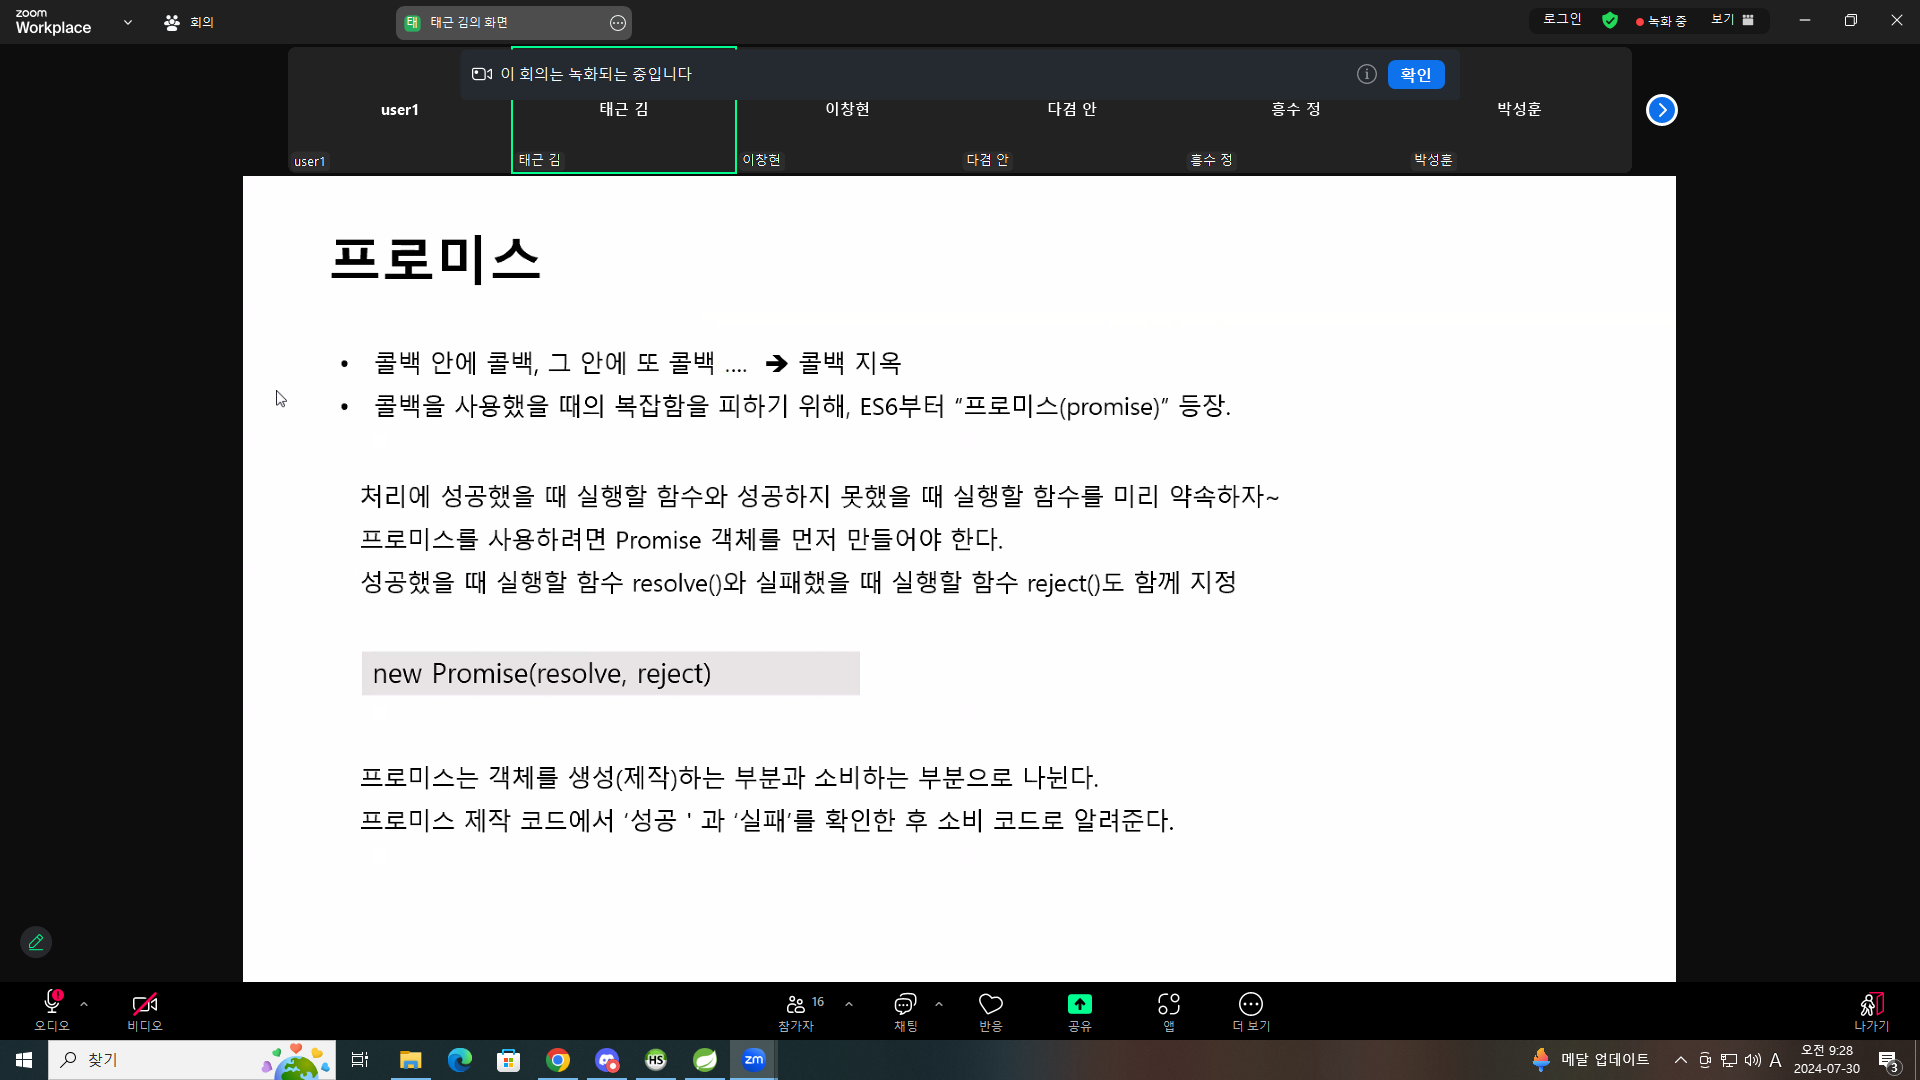 zoom
Workplace
회의
태 태근 김의 화면
로그인
녹화 중
보기
이 회의는 녹화되는 중입니다
확인
user1
태근 김
이창현
다겸 안
흥수 정
박성훈
user1
태근 김
이창현
다겸 안
흥수 정
박성훈
프로미스
• 콜백 안에 콜백, 그 안에 또 콜백 .... ➔ 콜백 지옥
• 콜백을 사용했을 때의 복잡함을 피하기 위해, ES6부터 “프로미스(promise)” 등장.
처리에 성공했을 때 실행할 함수와 성공하지 못했을 때 실행할 함수를 미리 약속하자~
프로미스를 사용하려면 Promise 객체를 먼저 만들어야 한다.
성공했을 때 실행할 함수 resolve()와 실패했을 때 실행할 함수 reject()도 함께 지정
new Promise(resolve, reject)
프로미스는 객체를 생성(제작)하는 부분과 소비하는 부분으로 나뉜다.
프로미스 제작 코드에서 ‘성공 ' 과 ‘실패’를 확인한 후 소비 코드로 알려준다.
오디오
비디오
16
참가자
채팅
반응
공유
앱
더 보기
나가기
찾기
HS
zm
메달 업데이트
A
오전 9:28
2024-07-30
3